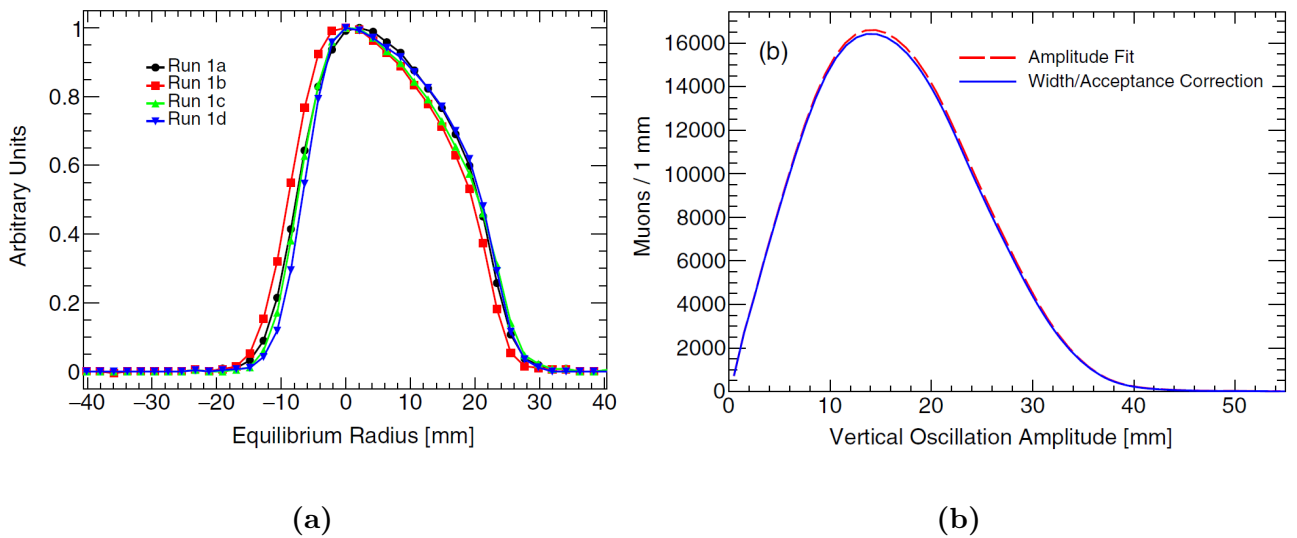 1
0.8
0.6
0.4
0.2
0
Arbitrary Units
Run 1a
Run 1b
Run 1c
Run 1d
−40 −30 −20 −10 0 10 20 30 40
Equilibrium Radius [mm]
(a)
16000
14000
12000
10000
8000
6000
4000
2000
0
Muons / 1 mm
(b)
Amplitude Fit
Width/Acceptance Correction
0 10 20 30 40 50
Vertical Oscillation Amplitude [mm]
(b)